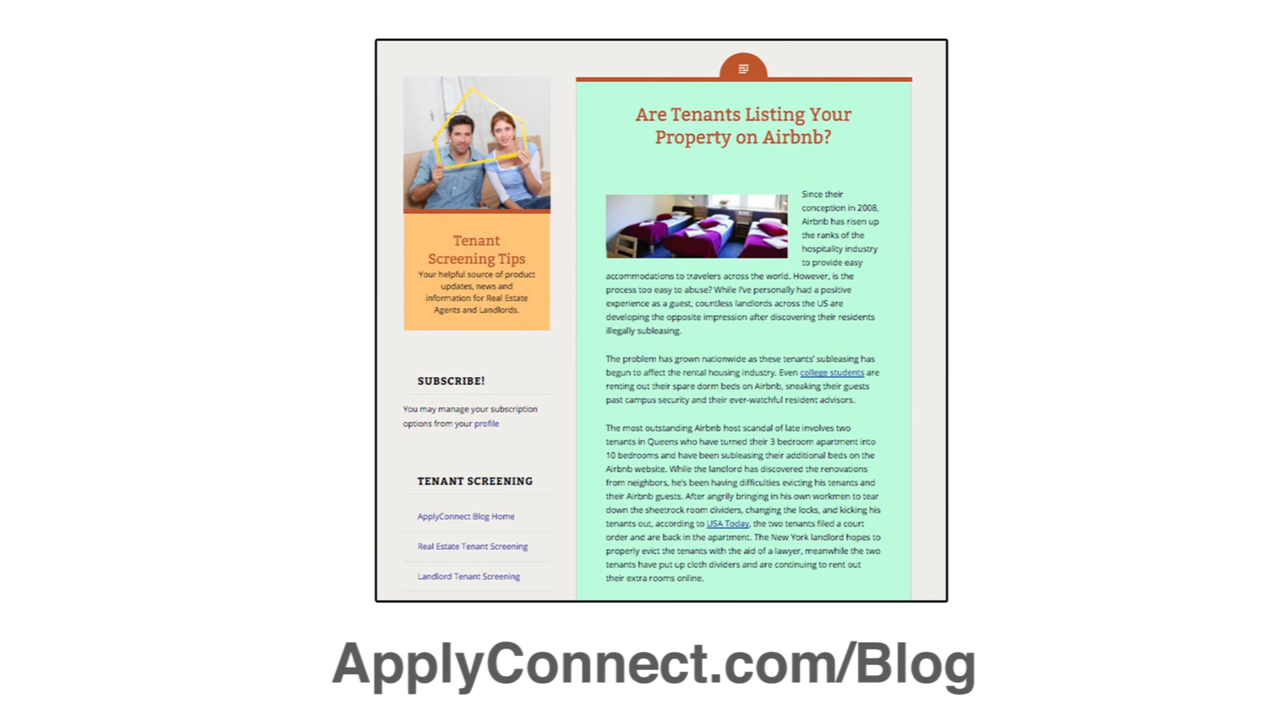 Tenant
Screening Tips
Your helpful source of product
updates, news and
information for Real Estate
Agents and Landlords.
SUBSCRIBE!
You may manage your subscription
options from your profile
TENANT SCREENING
ApplyConnect Blog Home
Real Estate Tenant Screening
Landlord Tenant Screening
Are Tenants Listing Your
Property on Airbnb?
Since their
conception in 2008,
Airbnb has risen up
the ranks of the
hospitality industry
to provide easy
accommodations to travelers across the world. However, is the
process too easy to abuse? While I've personally had a positive
experience as a guest, countless landlords across the US are
developing the opposite impression after discovering their residents
illegally subleasing.
The problem has grown nationwide as these tenants' subleasing has
begun to affect the rental housing industry. Even college students are
renting out their spare dorm beds on Airbnb, sneaking their guests
past campus security and their ever-watchful resident advisors.
The most outstanding Airbnb host scandal of late involves two
tenants in Queens who have turned their 3 bedroom apartment into
10 bedrooms and have been subleasing their additional beds on the
Airbnb website. While the landlord has discovered the renovations
from neighbors, he's been having difficulties evicting his tenants and
their Airbnb guests. After angrily bringing in his own workmen to tear
down the sheetrock room dividers, changing the locks, and kicking his
tenants out, according to USA Today, the two tenants filed a court
order and are back in the apartment. The New York landlord hopes to
properly evict the tenants with the aid of a lawyer, meanwhile the two
tenants have put up cloth dividers and are continuing to rent out
their extra rooms online.
ApplyConnect.com/Blog